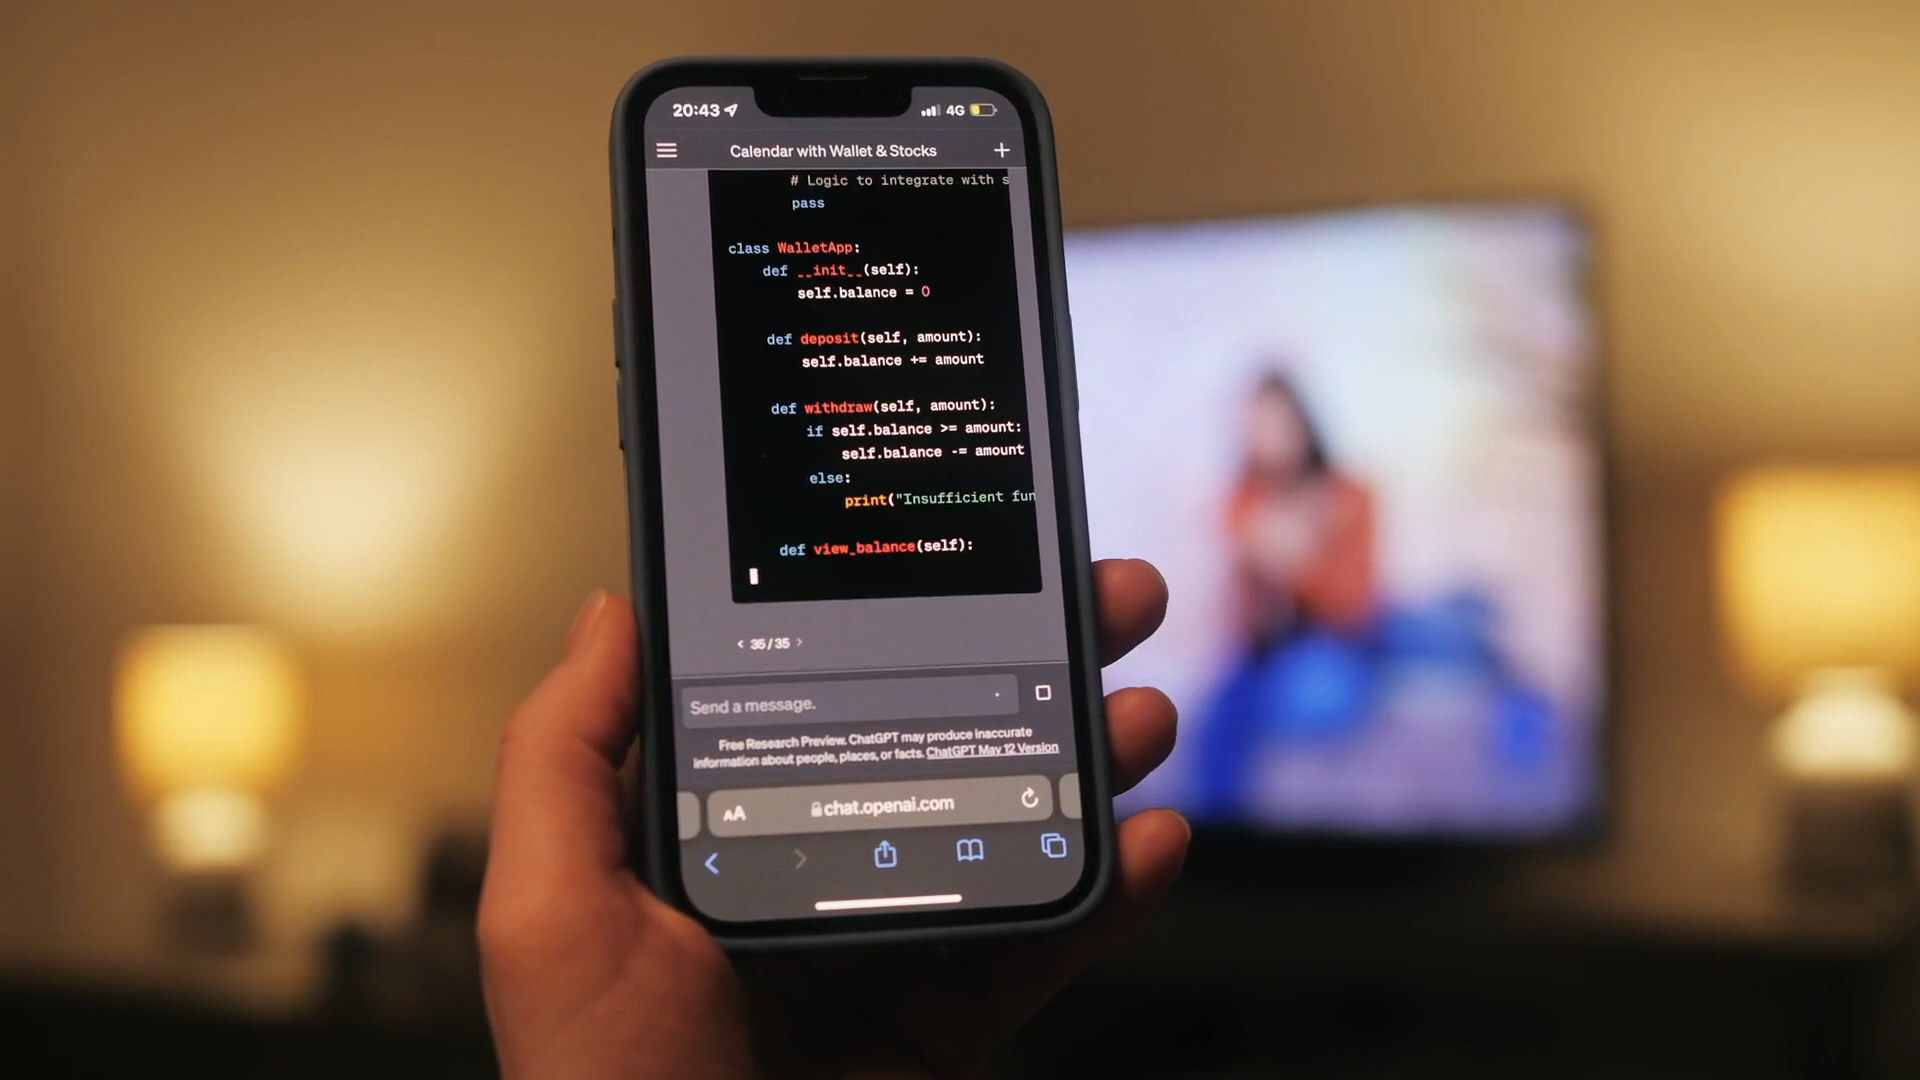 20:43 4G
Calendar with Wallet & Stocks +
# Logic to integrate with s
pass
class WalletApp:
def __init__(self):
self.balance = 0
def deposit(self, amount):
self.balance += amount
def withdraw(self, amount):
if self.balance >= amount:
self.balance -= amount
else:
print("Insufficient fun
def view_balance(self):
< 35 / 35 >
Send a message.
Free Research Preview. ChatGPT may produce inaccurate
information about people, places, or facts. ChatGPT May 12 Version
AA chat.openai.com